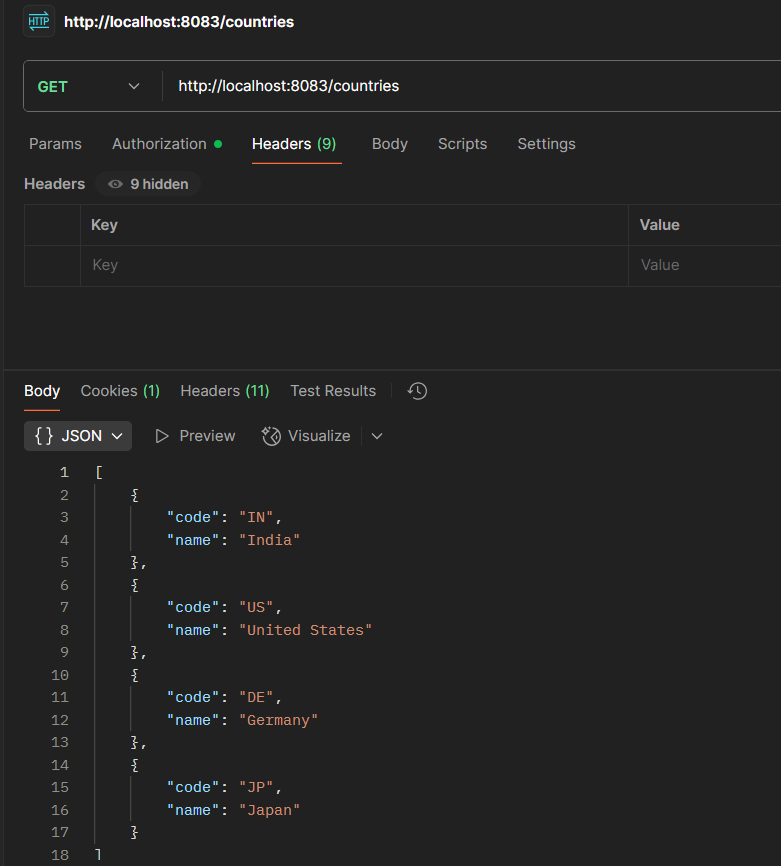 HTTP http://localhost:8083/countries
GET http://localhost:8083/countries
Params Authorization Headers (9) Body Scripts Settings
Headers 9 hidden
Key Value
Key Value
Body Cookies (1) Headers (11) Test Results
{} JSON Preview Visualize
1 [
2 {
3 "code": "IN",
4 "name": "India"
5 },
6 {
7 "code": "US",
8 "name": "United States"
9 },
10 {
11 "code": "DE",
12 "name": "Germany"
13 },
14 {
15 "code": "JP",
16 "name": "Japan"
17 }
18 ]